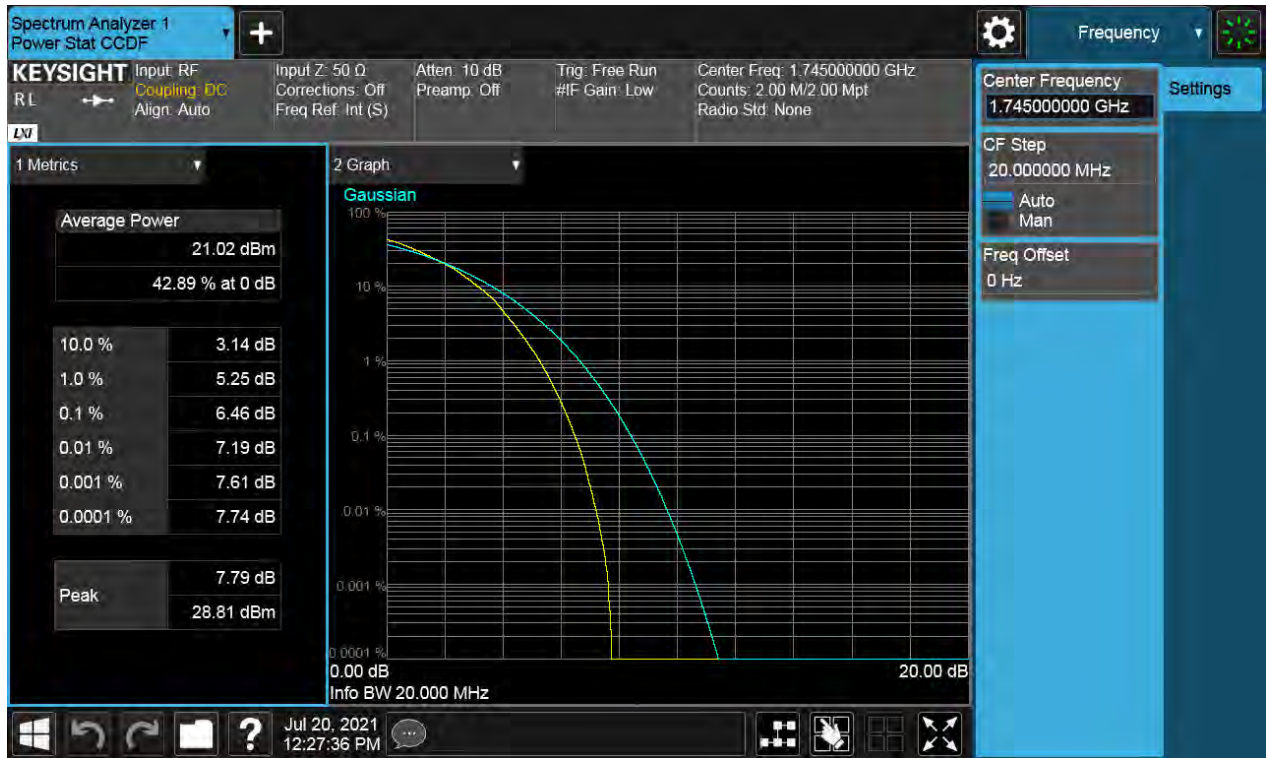 Spectrum Analyzer 1
Power Stat CCDF
Frequency
KEYSIGHT
RL
LXI
Input: RF
Coupling: DC
Align: Auto
Input Z: 50 Ω
Corrections: Off
Freq Ref: Int (S)
Atten: 10 dB
Preamp: Off
Trig: Free Run
#IF Gain: Low
Center Freq: 1.745000000 GHz
Counts: 2.00 M/2.00 Mpt
Radio Std: None
Center Frequency
1.745000000 GHz
Settings
CF Step
20.000000 MHz
Auto
Man
Freq Offset
0 Hz
1 Metrics
Average Power
21.02 dBm
42.89 % at 0 dB
10.0 % 3.14 dB
1.0 % 5.25 dB
0.1 % 6.46 dB
0.01 % 7.19 dB
0.001 % 7.61 dB
0.0001 % 7.74 dB
Peak
7.79 dB
28.81 dBm
2 Graph
Gaussian
100 %
10 %
1 %
0.1 %
0.01 %
0.001 %
0.0001 %
0.00 dB 20.00 dB
Info BW 20.000 MHz
?
Jul 20, 2021
12:27:36 PM